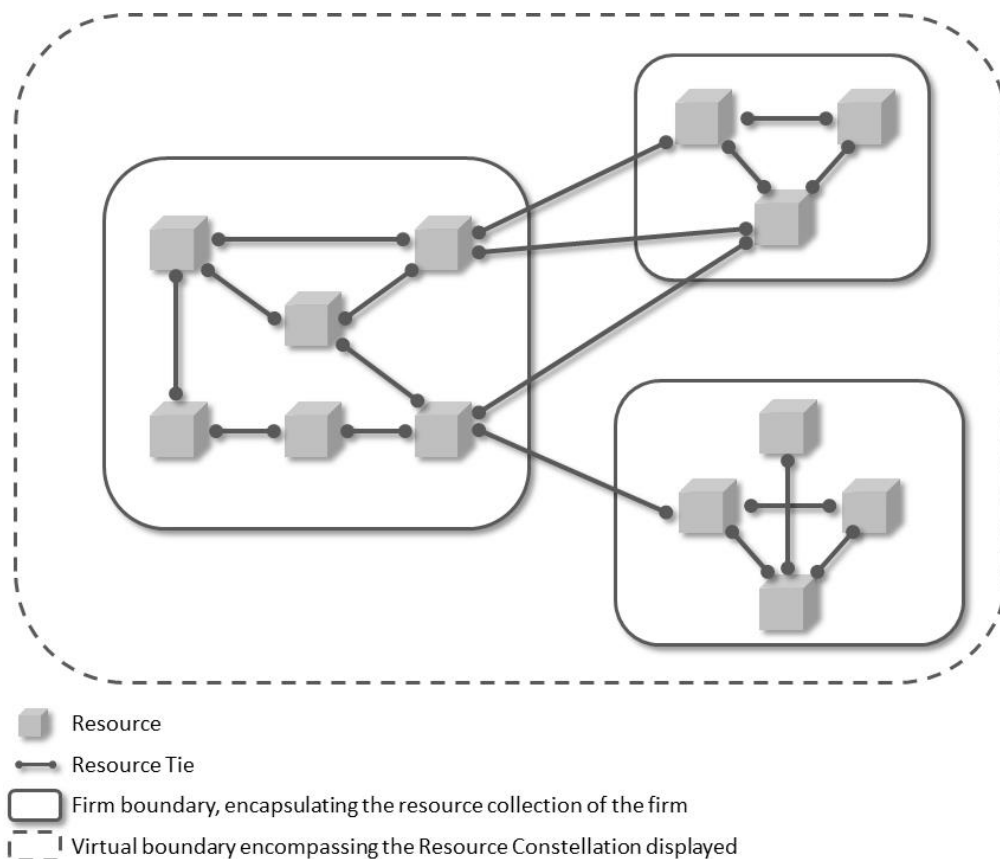 Resource
Resource Tie
Firm boundary, encapsulating the resource collection of the firm
Virtual boundary encompassing the Resource Constellation displayed